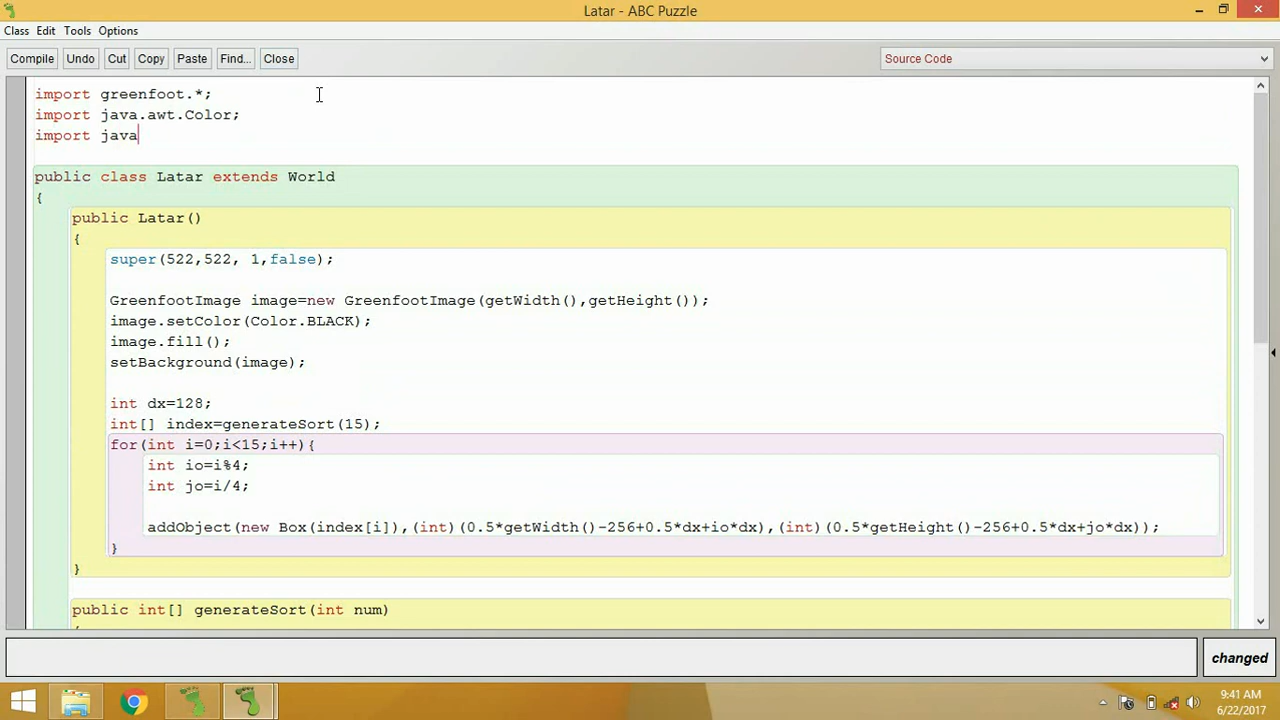 Latar - ABC Puzzle
Class Edit Tools Options
Compile Undo Cut Copy Paste Find... Close Source Code
import greenfoot.*;
import java.awt.Color;
import java
public class Latar extends World
{
public Latar()
{
super(522,522, 1,false);
GreenfootImage image=new GreenfootImage(getWidth(),getHeight());
image.setColor(Color.BLACK);
image.fill();
setBackground(image);
int dx=128;
int[] index=generateSort(15);
for(int i=0;i<15;i++){
int io=i%4;
int jo=i/4;
addObject(new Box(index[i]),(int)(0.5*getWidth()-256+0.5*dx+io*dx),(int)(0.5*getHeight()-256+0.5*dx+jo*dx));
}
}
public int[] generateSort(int num)
changed
9:41 AM
6/22/2017